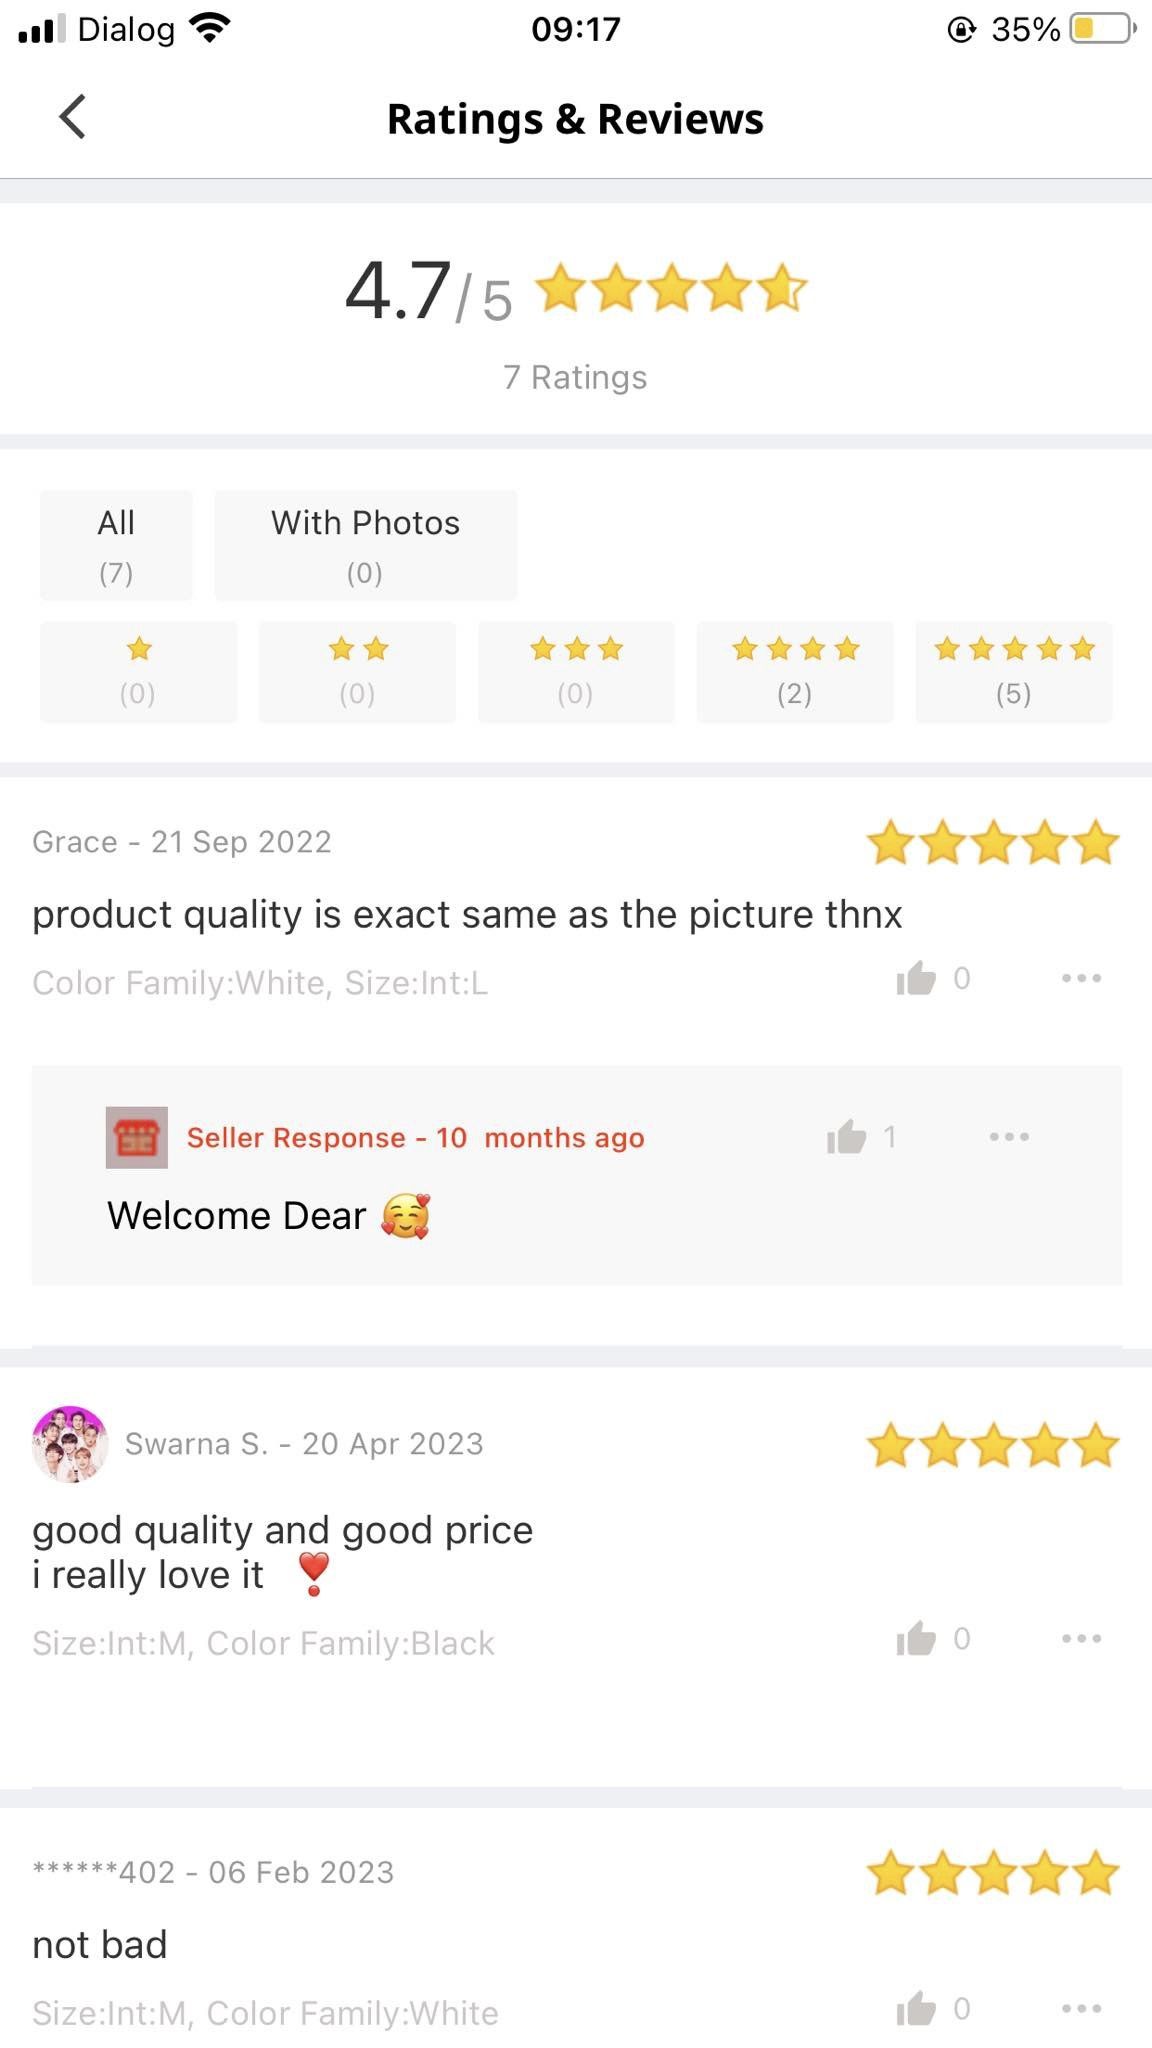 Dialog 09:17 35%
Ratings & Reviews
4.7/5
7 Ratings
All With Photos
(7) (0)
(0) (0) (0) (2) (5)
Grace - 21 Sep 2022
product quality is exact same as the picture thnx
Color Family:White, Size:Int:L 0
Seller Response - 10 months ago 1
Welcome Dear 🥰
Swarna S. - 20 Apr 2023
good quality and good price
i really love it ❣️
Size:Int:M, Color Family:Black 0
******402 - 06 Feb 2023
not bad
Size:Int:M, Color Family:White 0